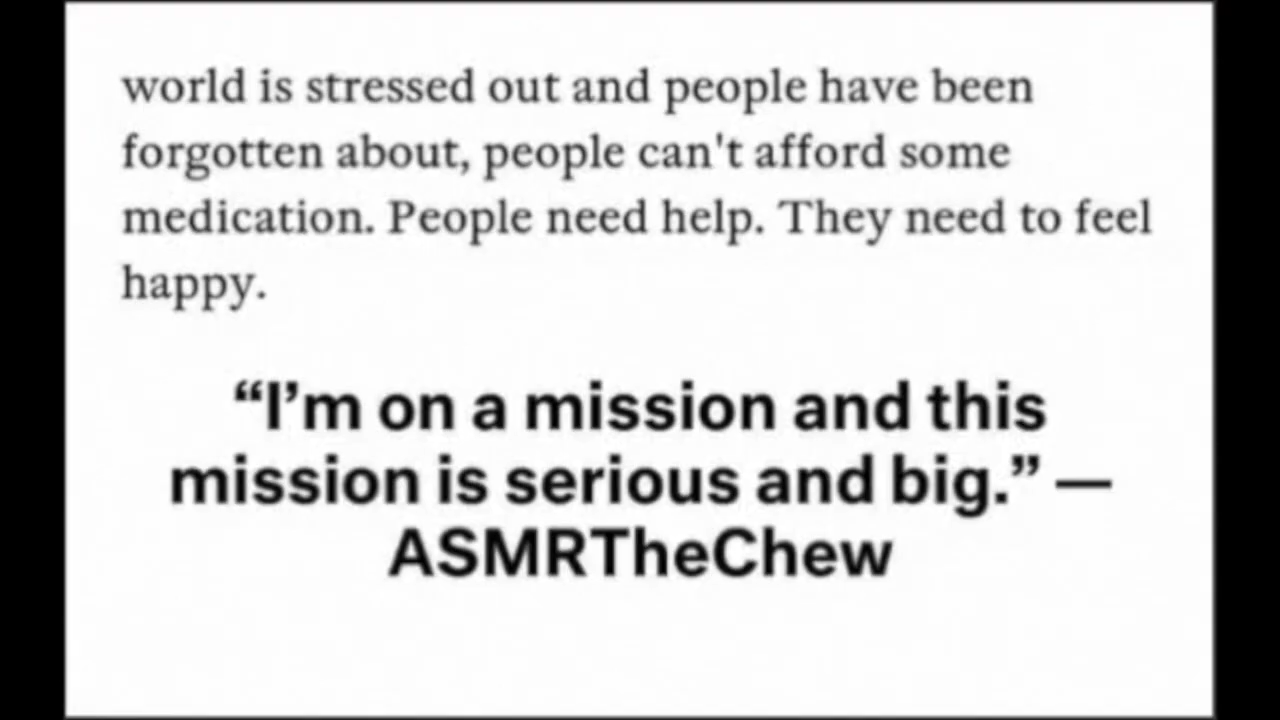 world is stressed out and people have been
forgotten about, people can't afford some
medication. People need help. They need to feel
happy.
“I’m on a mission and this
mission is serious and big.” —
ASMRTheChew